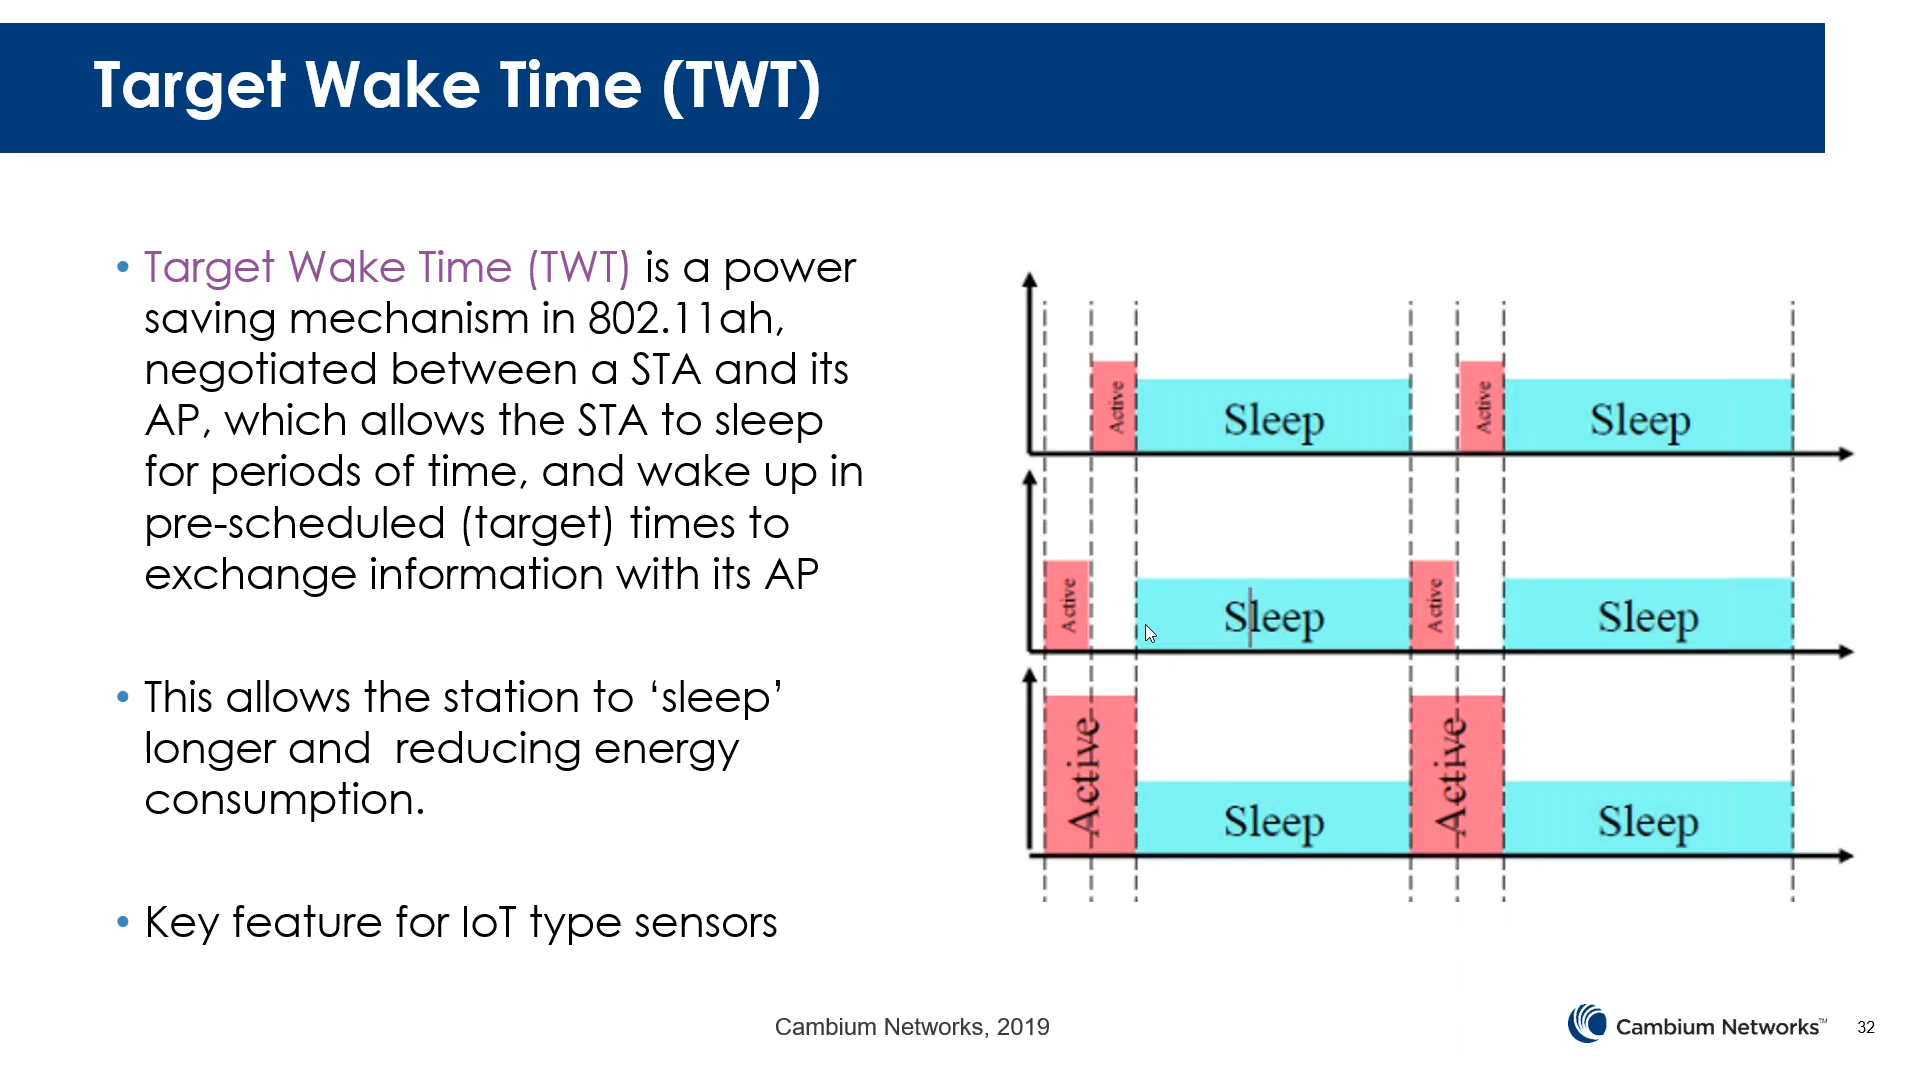 Target Wake Time (TWT)
• Target Wake Time (TWT) is a power
saving mechanism in 802.11ah,
negotiated between a STA and its
AP, which allows the STA to sleep
for periods of time, and wake up in
pre-scheduled (target) times to
exchange information with its AP
• This allows the station to ‘sleep’
longer and  reducing energy
consumption.
• Key feature for IoT type sensors
Active
Sleep
Active
Sleep
Active
Sleep
Active
Sleep
Active
Sleep
Active
Sleep
Cambium Networks, 2019
Cambium Networks™
32